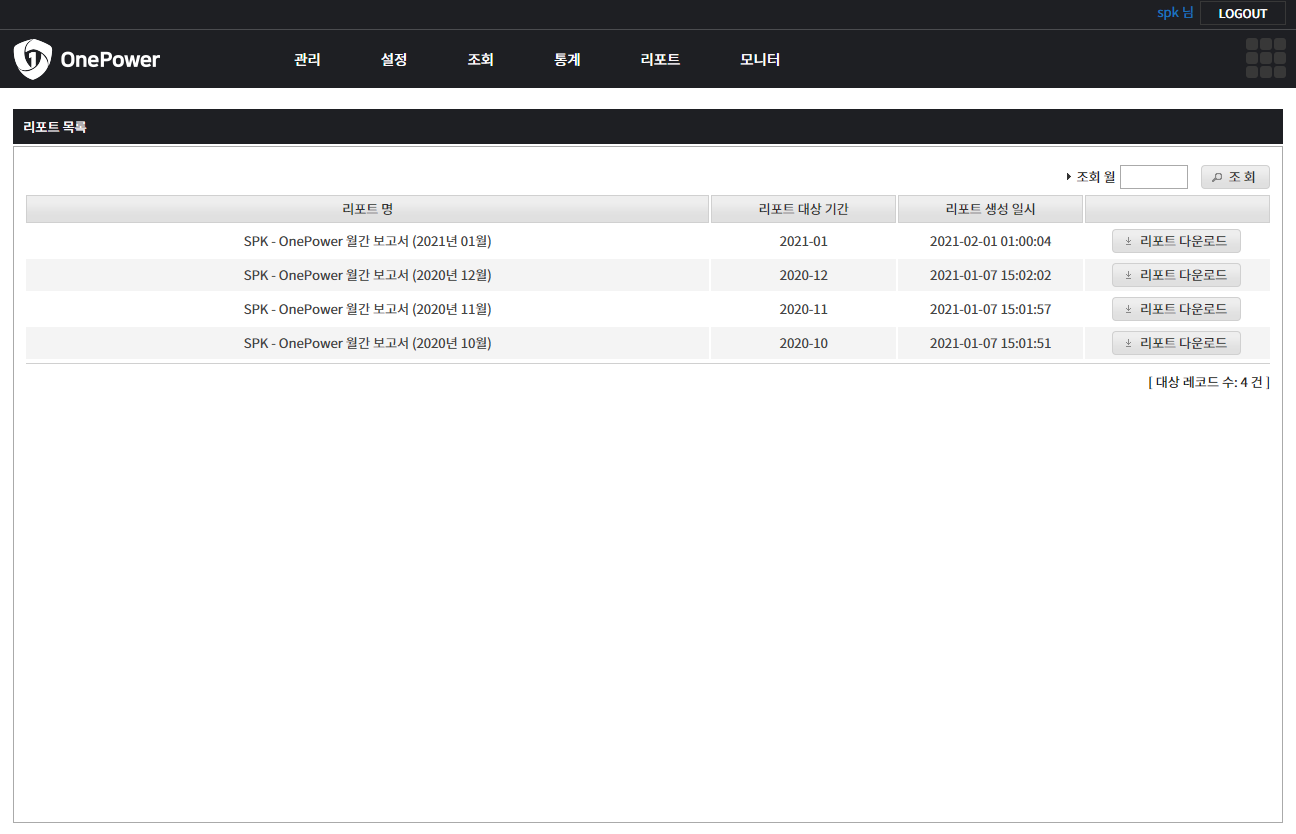 spk 님 LOGOUT
OnePower 관리 설정 조회 통계 리포트 모니터
리포트 목록
조회 월 조 회
리포트 명 리포트 대상 기간 리포트 생성 일시
SPK - OnePower 월간 보고서 (2021년 01월) 2021-01 2021-02-01 01:00:04 리포트 다운로드
SPK - OnePower 월간 보고서 (2020년 12월) 2020-12 2021-01-07 15:02:02 리포트 다운로드
SPK - OnePower 월간 보고서 (2020년 11월) 2020-11 2021-01-07 15:01:57 리포트 다운로드
SPK - OnePower 월간 보고서 (2020년 10월) 2020-10 2021-01-07 15:01:51 리포트 다운로드
[ 대상 레코드 수: 4 건 ]